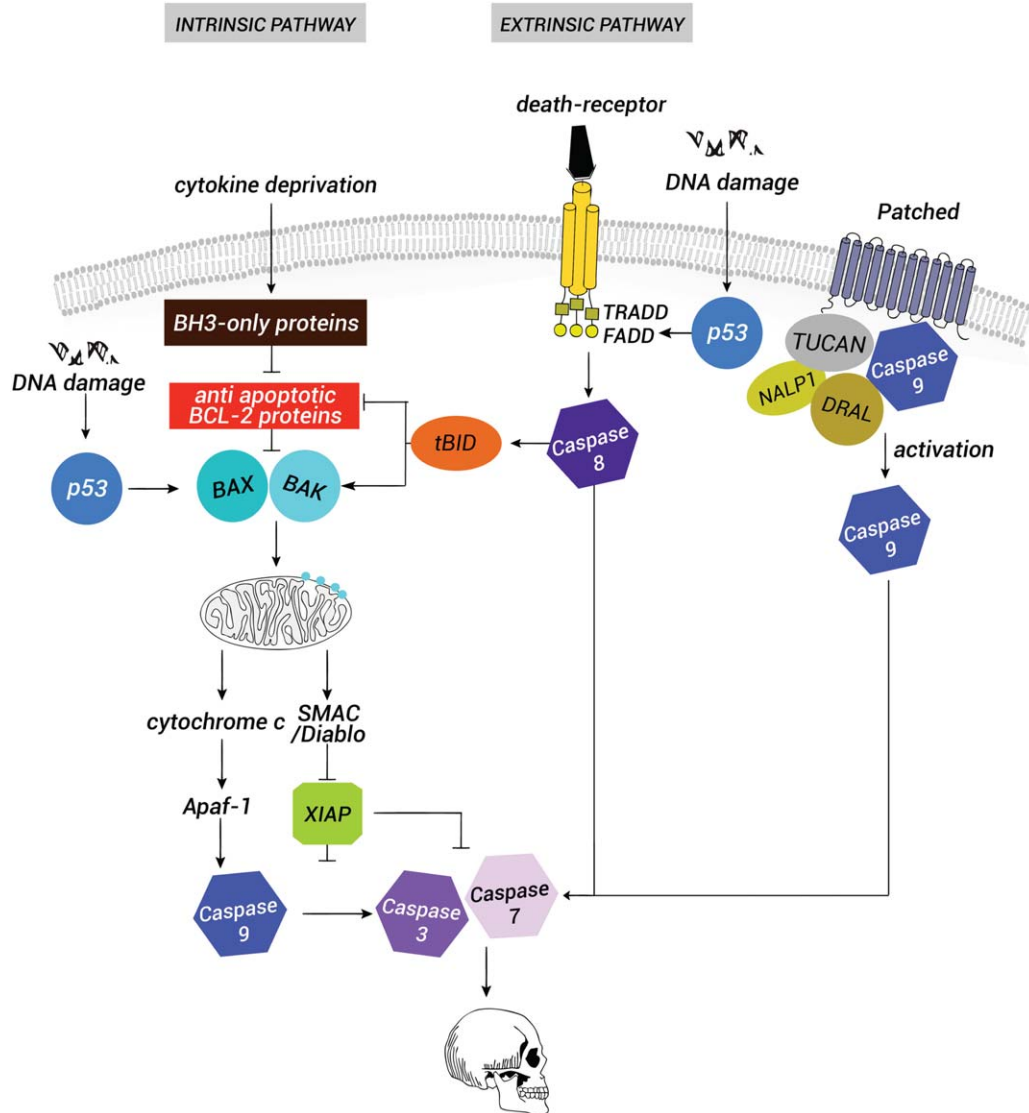 INTRINSIC PATHWAY
EXTRINSIC PATHWAY
death-receptor
DNA damage
cytokine deprivation
Patched
BH3-only proteins
TRADD
FADD
p53
TUCAN
Caspase
9
NALP1
DRAL
DNA damage
anti apoptotic
BCL-2 proteins
tBID
Caspase
8
activation
p53
BAX
BAK
Caspase
9
cytochrome c
SMAC
/Diablo
Apaf-1
XIAP
Caspase
9
Caspase
3
Caspase
7